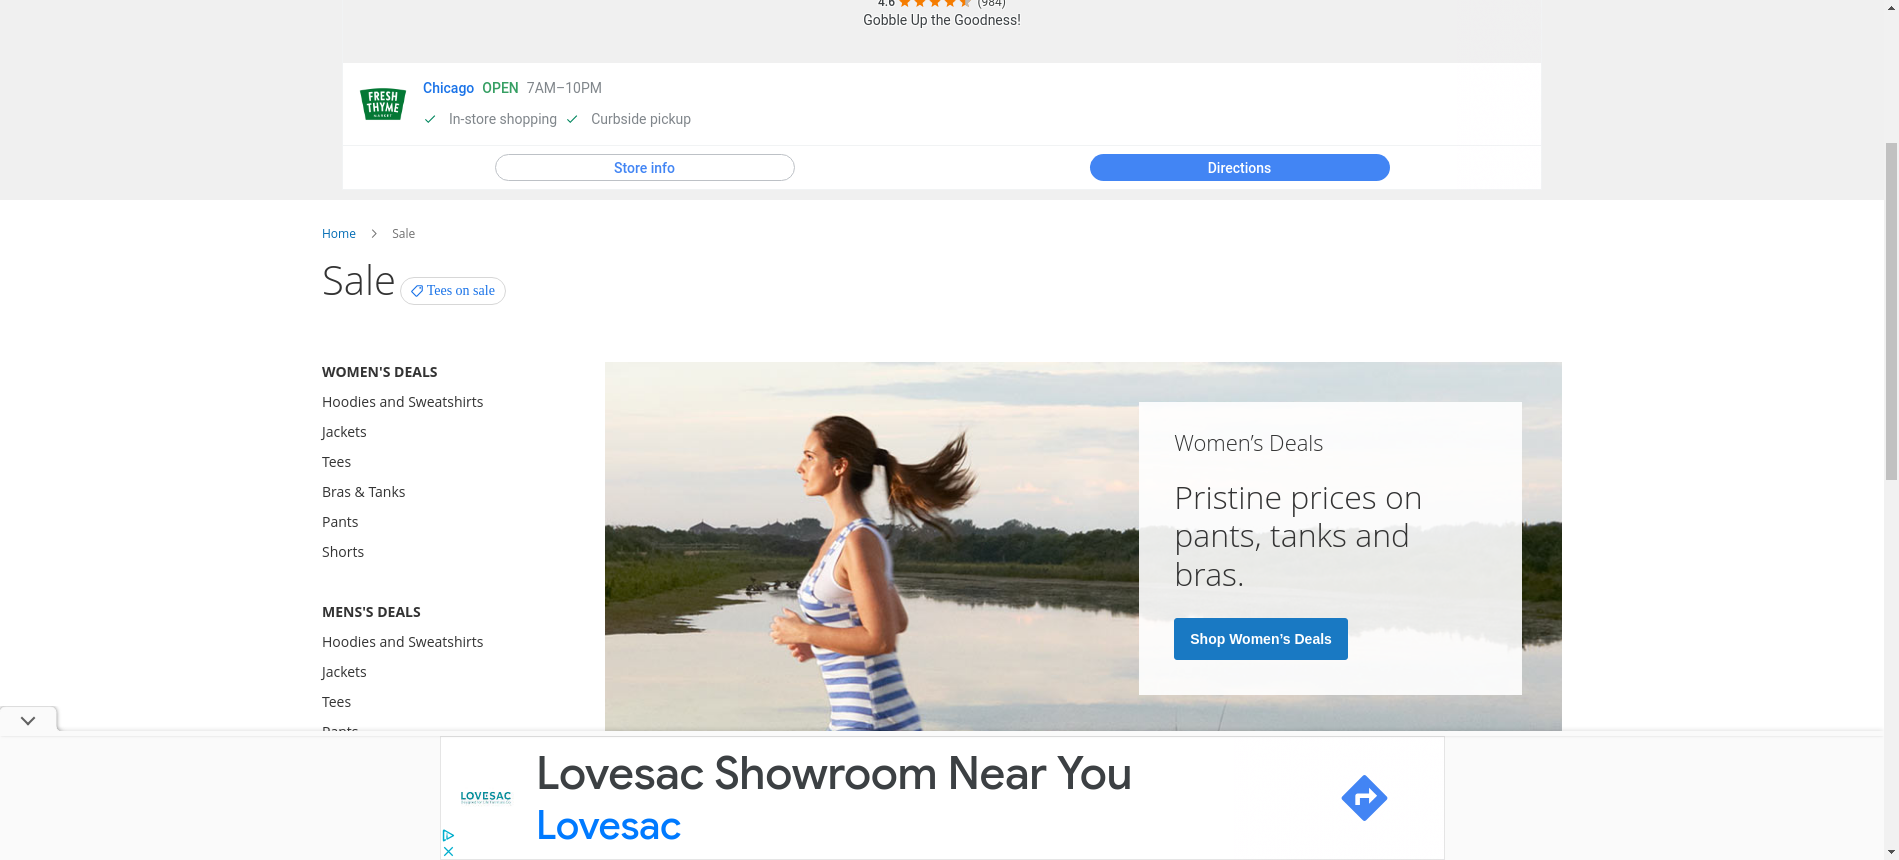 4.6 (984)
Gobble Up the Goodness!
FRESH
THYME
MARKET
Chicago OPEN 7AM–10PM
In-store shopping Curbside pickup
Store info
Directions
Home Sale
Sale
Tees on sale
WOMEN'S DEALS
Hoodies and Sweatshirts
Jackets
Tees
Bras & Tanks
Pants
Shorts
MENS'S DEALS
Hoodies and Sweatshirts
Jackets
Tees
Pants
Women’s Deals
Pristine prices on
pants, tanks and
bras.
Shop Women’s Deals
LOVESAC
Lovesac Showroom Near You
Lovesac